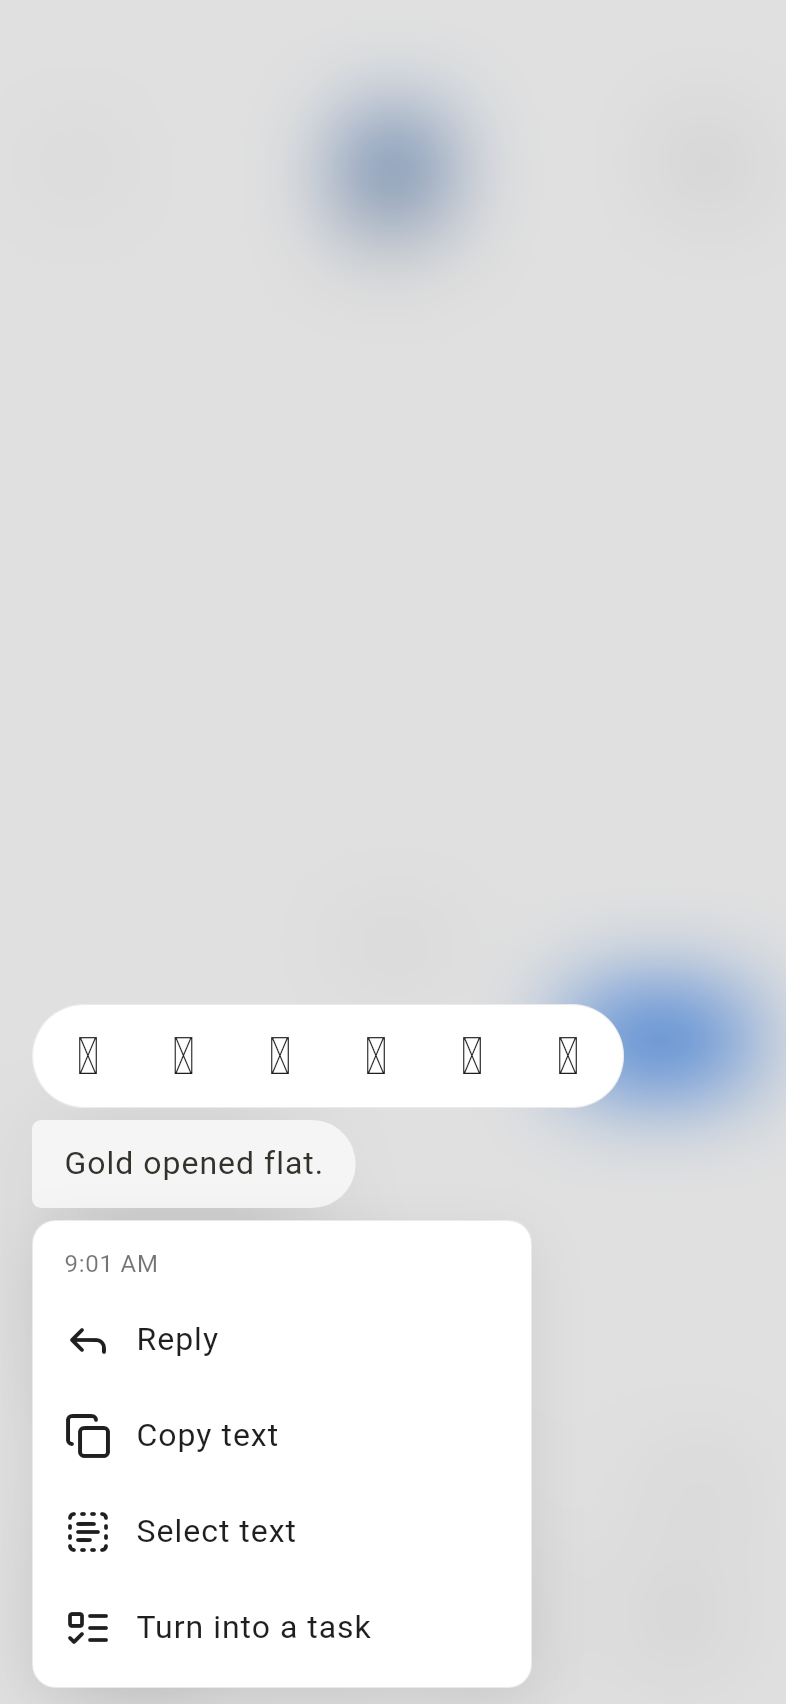 Gold opened flat.
9:01 AM
Reply
Copy text
Select text
Turn into a task